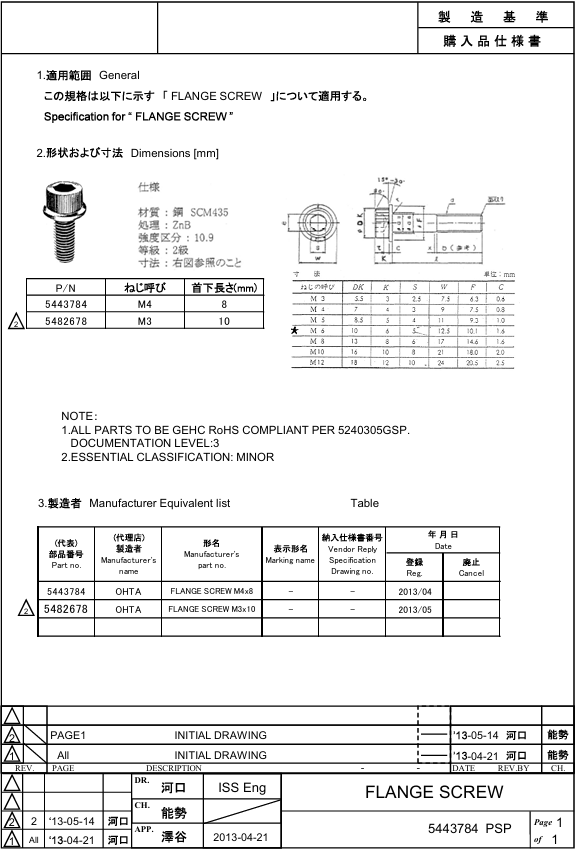 製 造 基 準
購入品仕様書
1.適用範囲 General
この規格は以下に示す 「 FLANGE SCREW 」について適用する。
Specification for “ FLANGE SCREW ”
2.形状および寸法 Dimensions [mm]
仕様
材質 : 鋼 SCM435
処理 : ZnB
強度区分 : 10.9
等級 : 2級
寸法 : 右図参照のこと
15°~30°
(参考)
P/N ねじ呼び 首下長さ(mm)
5443784 M4 8
2 5482678 M3 10
寸 法 単位:mm
ねじの呼び DK K S W F C
M 3 5.5 3 2.5 7.5 6.3 0.6
M 4 7 4 3 9 7.5 0.8
M 5 8.5 5 4 11 9.3 1.0
★ M 6 10 6 5 12.5 10.1 1.6
M 8 13 8 6 17 14.6 1.6
M10 16 10 8 21 18.0 2.0
M12 18 12 10 24 20.5 2.5
NOTE:
1.ALL PARTS TO BE GEHC RoHS COMPLIANT PER 5240305GSP.
DOCUMENTATION LEVEL:3
2.ESSENTIAL CLASSIFICATION: MINOR
3.製造者 Manufacturer Equivalent list Table
(代表) 部品番号 Part no.
(代理店) 製造者 Manufacturer's name
形名 Manufacturer's part no.
表示形名 Marking name
納入仕様書番号 Vendor Reply Specification Drawing no.
年 月 日 Date
登録 Reg.
廃止 Cancel
5443784 OHTA FLANGE SCREW M4x8 − − 2013/04
2 5482678 OHTA FLANGE SCREW M3x10 − − 2013/05
2 PAGE1 INITIAL DRAWING '13-05-14 河口 能勢
1 All INITIAL DRAWING '13-04-21 河口 能勢
REV. PAGE DESCRIPTION - - DATE REV.BY CH.
DR. 河口 ISS Eng
FLANGE SCREW
CH. 能勢
2 2 '13-05-14 河口
1 All '13-04-21 河口
APP. 澤谷 2013-04-21
5443784 PSP
Page 1
of 1